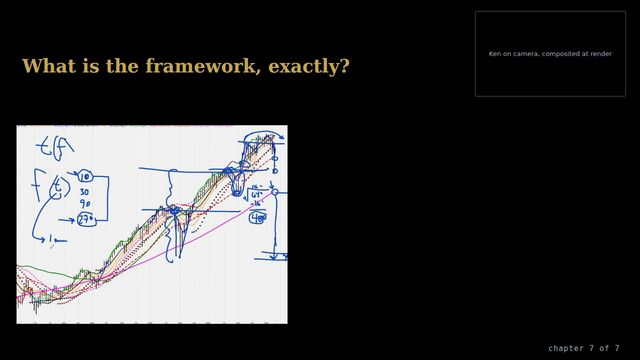 What is the framework, exactly?
Ken on camera, composited at render
10
30
90
270
1 min
chapter 7 of 7